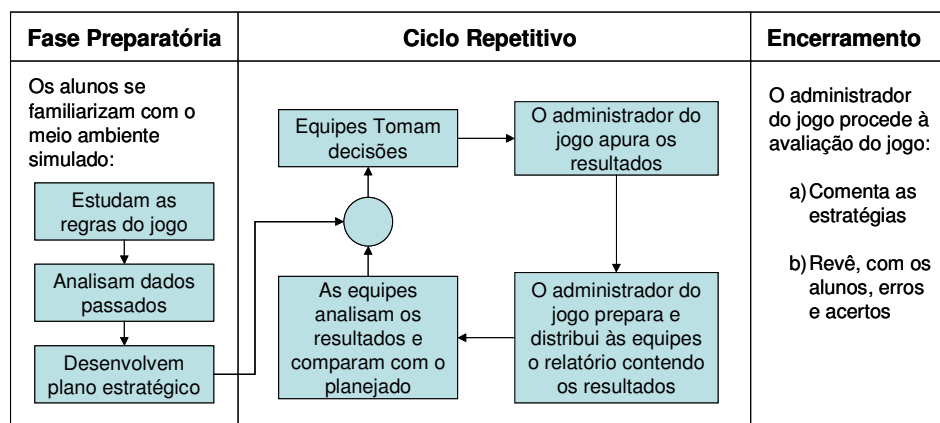 Fase Preparatória
Ciclo Repetitivo
Encerramento
Os alunos se
familiarizam com o
meio ambiente
simulado:
Estudam as
regras do jogo
Analisam dados
passados
Desenvolvem
plano estratégico
Equipes Tomam
decisões
O administrador do
jogo apura os
resultados
O administrador do
jogo prepara e
distribui às equipes
o relatório contendo
os resultados
As equipes
analisam os
resultados e
comparam com o
planejado
O administrador
do jogo procede à
avaliação do jogo:
a) Comenta as
estratégias
b) Revê, com os
alunos, erros
e acertos